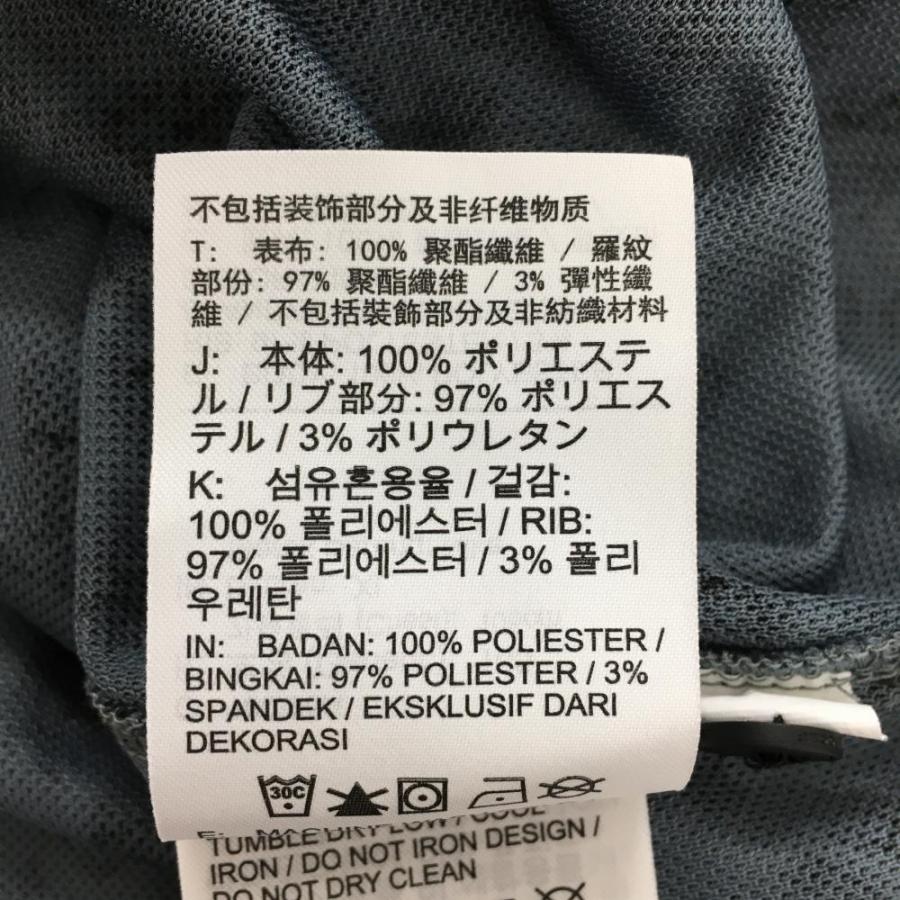 不包括装饰部分及非纤维物质
T: 表布: 100% 聚酯纖維 / 羅紋
部份: 97% 聚酯纖維 / 3% 彈性纖
維 / 不包括裝飾部分及非紡織材料
J: 本体: 100% ポリエステ
ル / リブ部分: 97% ポリエス
テル / 3% ポリウレタン
K: 섬유혼용율 / 겉감:
100% 폴리에스터 / RIB:
97% 폴리에스터 / 3% 폴리
우레탄
IN: BADAN: 100% POLIESTER /
BINGKAI: 97% POLIESTER / 3%
SPANDEK / EKSKLUSIF DARI
DEKORASI
30C
TUMBLE DRY LOW / COOL
IRON / DO NOT IRON DESIGN /
DO NOT DRY CLEAN